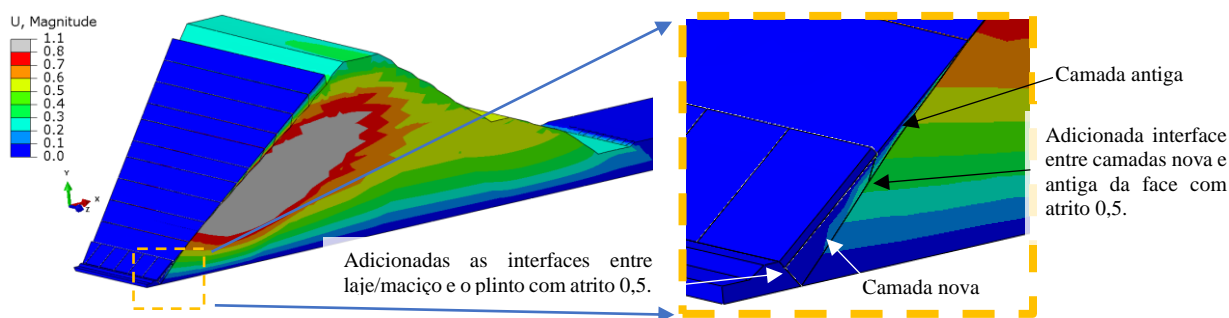 U, Magnitude
1.1
0.8
0.7
0.6
0.5
0.4
0.3
0.2
0.1
0.0
Y
X
Z
Adicionadas as interfaces entre
laje/maciço e o plinto com atrito 0,5.
Camada antiga
Adicionada interface
entre camadas nova e
antiga da face com
atrito 0,5.
Camada nova